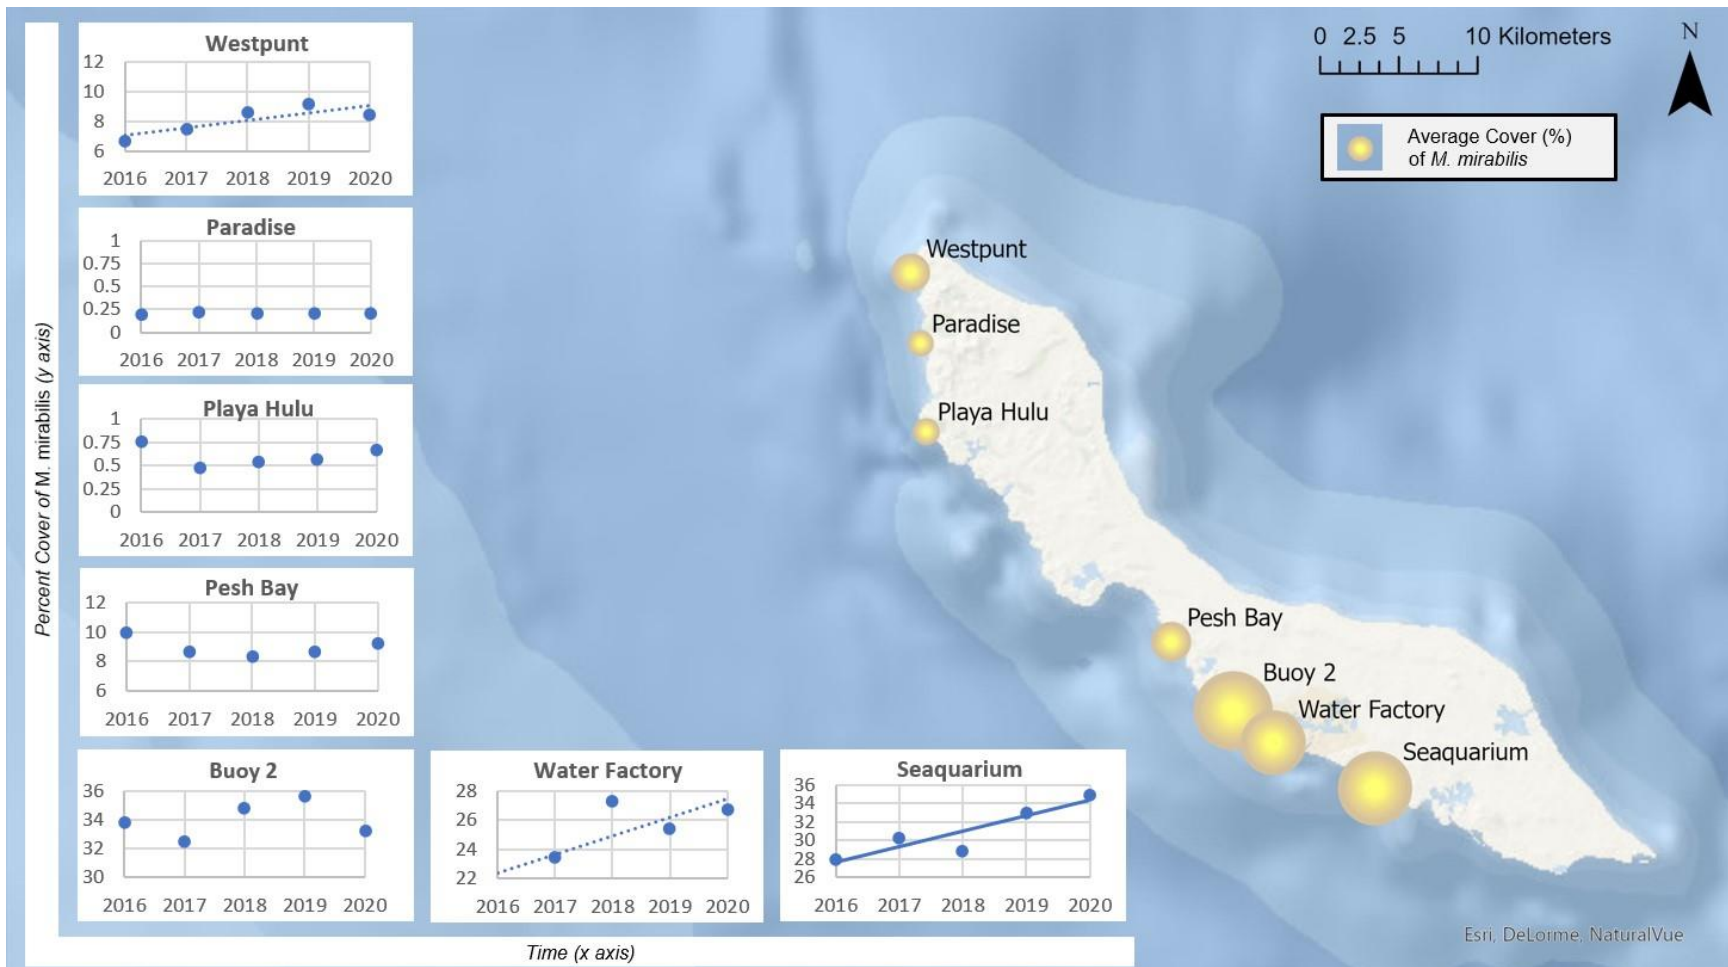 Percent Cover of M. mirabilis (y axis)
Westpunt
12
10
8
6
2016 2017 2018 2019 2020
Paradise
1
0.75
0.5
0.25
0
2016 2017 2018 2019 2020
Playa Hulu
1
0.75
0.5
0.25
0
2016 2017 2018 2019 2020
Pesh Bay
12
10
8
6
2016 2017 2018 2019 2020
Buoy 2
36
34
32
30
2016 2017 2018 2019 2020
Water Factory
28
26
24
22
2016 2017 2018 2019 2020
Seaquarium
36
34
32
30
28
26
2016 2017 2018 2019 2020
Time (x axis)
0 2.5 5 10 Kilometers
N
Average Cover (%)
of M. mirabilis
Westpunt
Paradise
Playa Hulu
Pesh Bay
Buoy 2
Water Factory
Seaquarium
Esri, DeLorme, NaturalVue